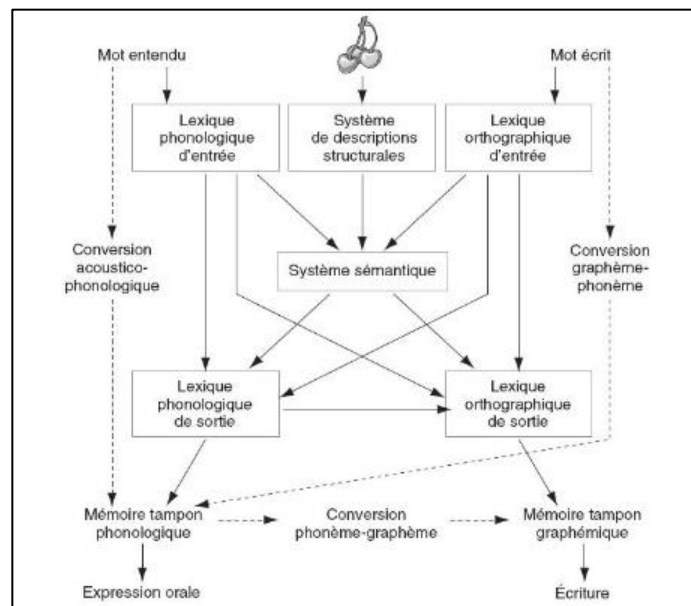 Mot entendu
Mot écrit
Lexique
phonologique
d'entrée
Système
de descriptions
structurales
Lexique
orthographique
d'entrée
Conversion
acoustico-
phonologique
Système sémantique
Conversion
graphème-
phonème
Lexique
phonologique
de sortie
Lexique
orthographique
de sortie
Mémoire tampon
phonologique
Conversion
phonème-graphème
Mémoire tampon
graphémique
Expression orale
Écriture